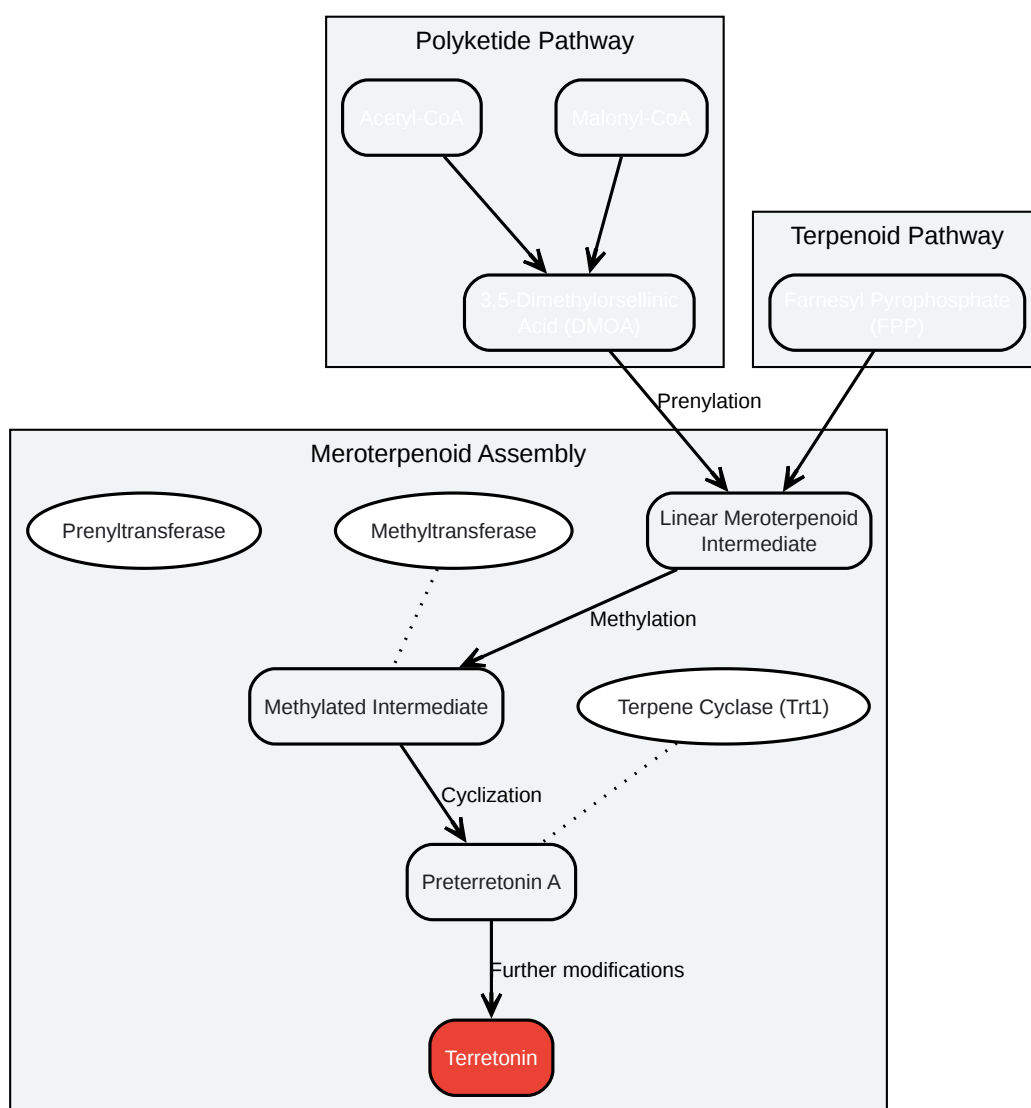 Polyketide Pathway
Acetyl-CoA
Malonyl-CoA
Terpenoid Pathway
3,5-Dimethylorsellinic
Acid (DMOA)
Farnesyl Pyrophosphate
(FPP)
Prenylation
Meroterpenoid Assembly
Prenyltransferase
Methyltransferase
Linear Meroterpenoid
Intermediate
Methylation
Methylated Intermediate
Terpene Cyclase (Trt1)
Cyclization
Preterretonin A
Further modifications
Terretonin